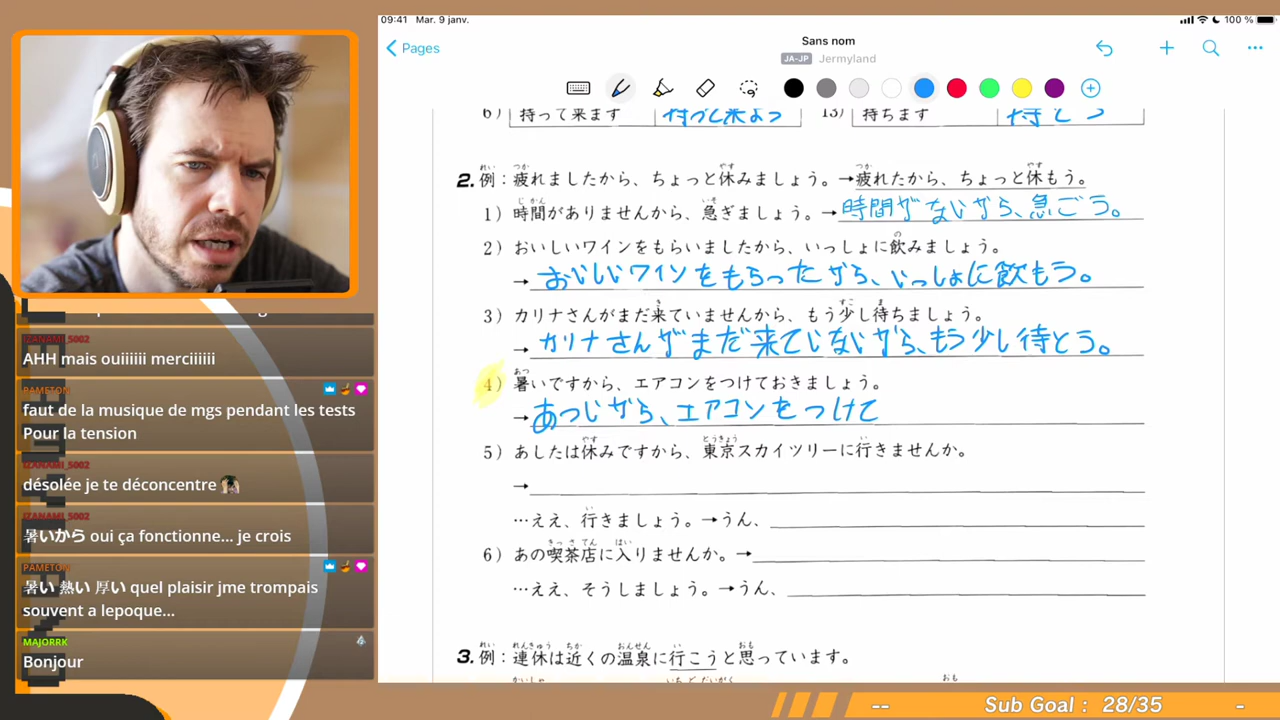 09:41 Mar. 9 janv.
100 %
Pages
Sans nom
JA-JP Jermyland
6) 持って来ます 持って来よう 13) 待ちます 待とう
2. 例：疲れましたから、ちょっと休みましょう。→疲れたから、ちょっと休もう。
1) 時間がありませんから、急ぎましょう。→時間がないから、急ごう。
2) おいしいワインをもらいましたから、いっしょに飲みましょう。
→おいしいワインをもらったから、いっしょに飲もう。
3) カリナさんがまだ来ていませんから、もう少し待ちましょう。
→カリナさんがまだ来ていないから、もう少し待とう。
4) 暑いですから、エアコンをつけておきましょう。
→あついから、エアコンをつけて
5) あしたは休みですから、東京スカイツリーに行きませんか。
→
…ええ、行きましょう。→うん、
6) あの喫茶店に入りませんか。→
…ええ、そうしましょう。→うん、
3. 例：連休は近くの温泉に行こうと思っています。
IZANAMI_5002
AHH mais ouiiiiii merciiiiii
PAMETON
faut de la musique de mgs pendant les tests
Pour la tension
IZANAMI_5002
désolée je te déconcentre
IZANAMI_5002
暑いから oui ça fonctionne... je crois
PAMETON
暑い 熱い 厚い quel plaisir jme trompais
souvent a lepoque...
MAJORRK
Bonjour
-- Sub Goal : 28/35 -